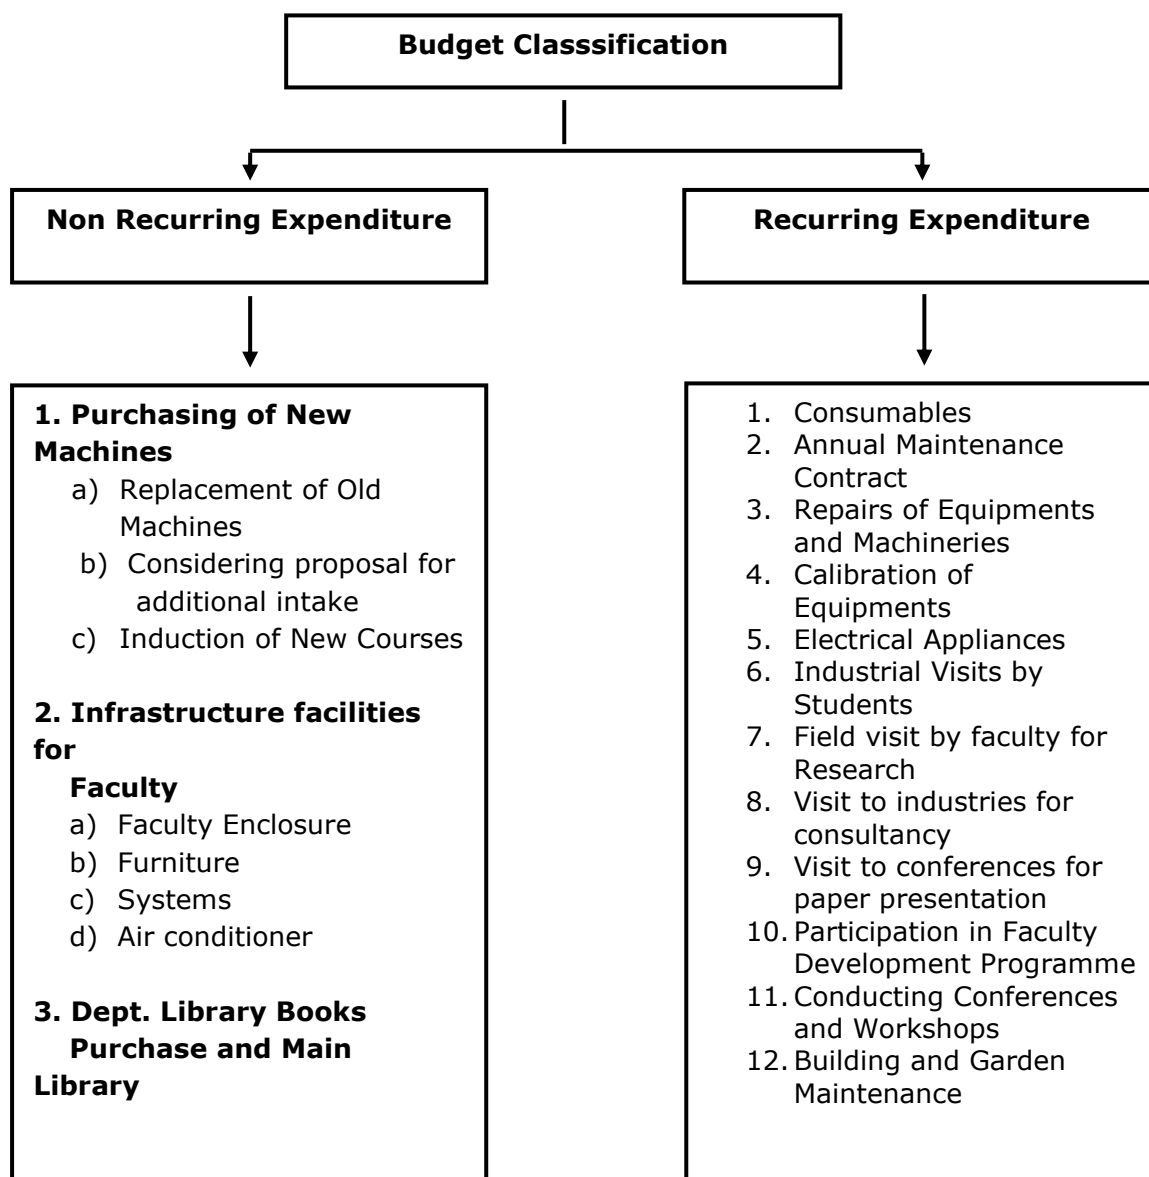 Budget Classsification
Non Recurring Expenditure
Recurring Expenditure
1. Purchasing of New
Machines
a) Replacement of Old
Machines
b) Considering proposal for
additional intake
c) Induction of New Courses
2. Infrastructure facilities
for
Faculty
a) Faculty Enclosure
b) Furniture
c) Systems
d) Air conditioner
3. Dept. Library Books
Purchase and Main
Library
1. Consumables
2. Annual Maintenance
Contract
3. Repairs of Equipments
and Machineries
4. Calibration of
Equipments
5. Electrical Appliances
6. Industrial Visits by
Students
7. Field visit by faculty for
Research
8. Visit to industries for
consultancy
9. Visit to conferences for
paper presentation
10. Participation in Faculty
Development Programme
11. Conducting Conferences
and Workshops
12. Building and Garden
Maintenance